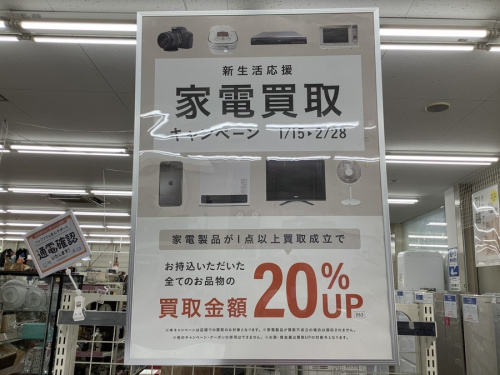 新生活応援
家電買取
キャンペーン 1/15▸2/28
家電製品が1点以上買取成立で
お持込いただいた
全てのお品物の
買取金額
20%UP
通電確認